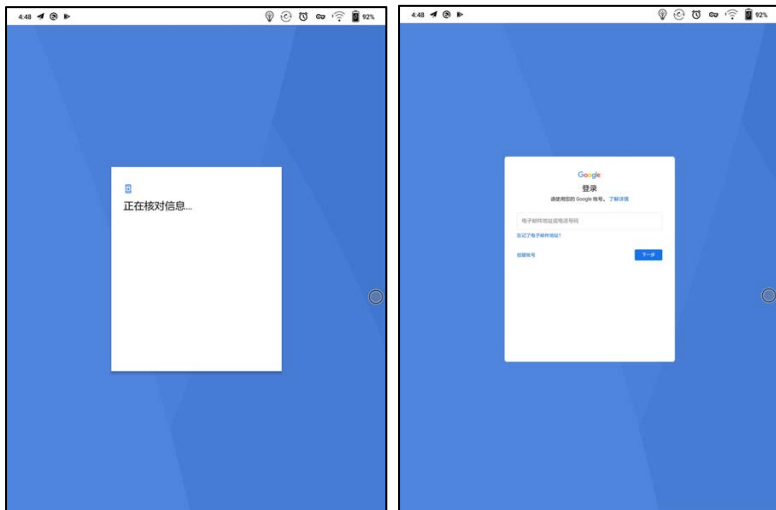 4:48
92%
正在核对信息...
4:48
92%
Google
登录
请使用您的 Google 账号。 了解详情
电子邮件地址或电话号码
忘记了电子邮件地址？
创建账号
下一步